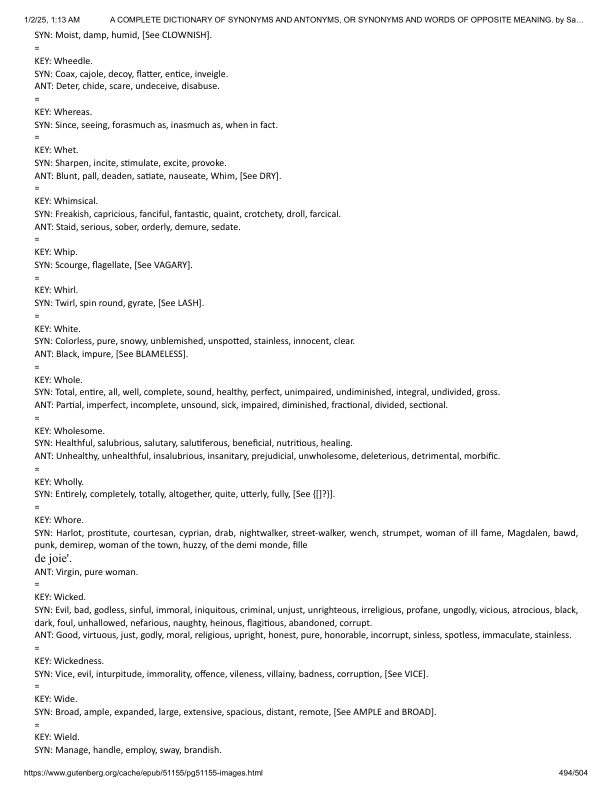 1/2/25, 1:13 AM A COMPLETE DICTIONARY OF SYNONYMS AND ANTONYMS, OR SYNONYMS AND WORDS OF OPPOSITE MEANING. by Sa…
SYN: Moist, damp, humid, [See CLOWNISH].
=
KEY: Wheedle.
SYN: Coax, cajole, decoy, flatter, entice, inveigle.
ANT: Deter, chide, scare, undeceive, disabuse.
=
KEY: Whereas.
SYN: Since, seeing, forasmuch as, inasmuch as, when in fact.
=
KEY: Whet.
SYN: Sharpen, incite, stimulate, excite, provoke.
ANT: Blunt, pall, deaden, satiate, nauseate, Whim, [See DRY].
=
KEY: Whimsical.
SYN: Freakish, capricious, fanciful, fantastic, quaint, crotchety, droll, farcical.
ANT: Staid, serious, sober, orderly, demure, sedate.
=
KEY: Whip.
SYN: Scourge, flagellate, [See VAGARY].
=
KEY: Whirl.
SYN: Twirl, spin round, gyrate, [See LASH].
=
KEY: White.
SYN: Colorless, pure, snowy, unblemished, unspotted, stainless, innocent, clear.
ANT: Black, impure, [See BLAMELESS].
=
KEY: Whole.
SYN: Total, entire, all, well, complete, sound, healthy, perfect, unimpaired, undiminished, integral, undivided, gross.
ANT: Partial, imperfect, incomplete, unsound, sick, impaired, diminished, fractional, divided, sectional.
=
KEY: Wholesome.
SYN: Healthful, salubrious, salutary, salutiferous, beneficial, nutritious, healing.
ANT: Unhealthy, unhealthful, insalubrious, insanitary, prejudicial, unwholesome, deleterious, detrimental, morbific.
=
KEY: Wholly.
SYN: Entirely, completely, totally, altogether, quite, utterly, fully, [See {[]?}].
=
KEY: Whore.
SYN: Harlot, prostitute, courtesan, cyprian, drab, nightwalker, street-walker, wench, strumpet, woman of ill fame, Magdalen, bawd,
punk, demirep, woman of the town, huzzy, of the demi monde, fille
de joie'.
ANT: Virgin, pure woman.
=
KEY: Wicked.
SYN: Evil, bad, godless, sinful, immoral, iniquitous, criminal, unjust, unrighteous, irreligious, profane, ungodly, vicious, atrocious, black,
dark, foul, unhallowed, nefarious, naughty, heinous, flagitious, abandoned, corrupt.
ANT: Good, virtuous, just, godly, moral, religious, upright, honest, pure, honorable, incorrupt, sinless, spotless, immaculate, stainless.
=
KEY: Wickedness.
SYN: Vice, evil, inturpitude, immorality, offence, vileness, villainy, badness, corruption, [See VICE].
=
KEY: Wide.
SYN: Broad, ample, expanded, large, extensive, spacious, distant, remote, [See AMPLE and BROAD].
=
KEY: Wield.
SYN: Manage, handle, employ, sway, brandish.
https://www.gutenberg.org/cache/epub/51155/pg51155-images.html 494/504